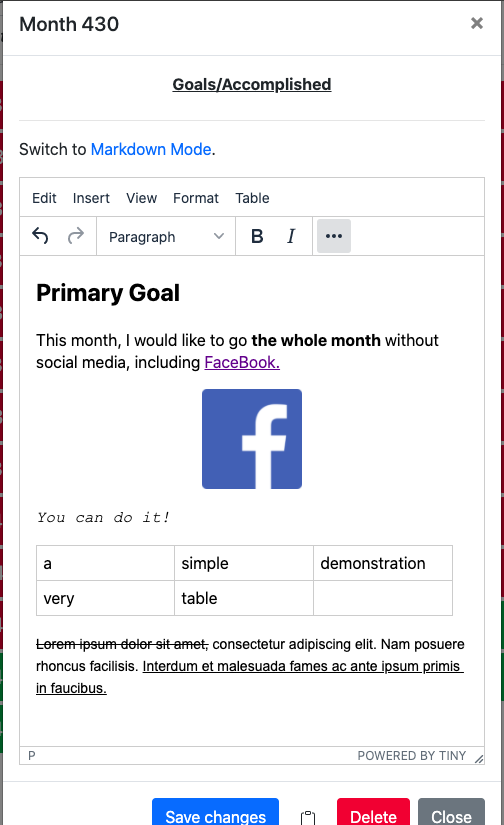 Month 430
×
Goals/Accomplished
Switch to Markdown Mode.
Edit Insert View Format Table
Paragraph B I ...
Primary Goal
This month, I would like to go the whole month without
social media, including FaceBook.
f
You can do it!
a simple demonstration
very table
Lorem ipsum dolor sit amet, consectetur adipiscing elit. Nam posuere
rhoncus facilisis. Interdum et malesuada fames ac ante ipsum primis
in faucibus.
P POWERED BY TINY
Save changes Delete Close